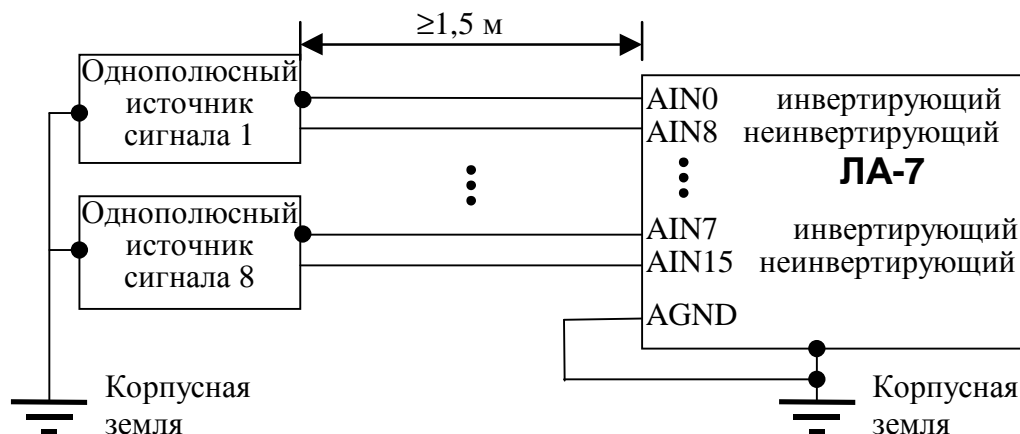 ≥1,5 м
Однополюсный
источник
сигнала 1
AIN0 инвертирующий
AIN8 неинвертирующий
ЛА-7
Однополюсный
источник
сигнала 8
AIN7 инвертирующий
AIN15 неинвертирующий
AGND
Корпусная
земля
Корпусная
земля